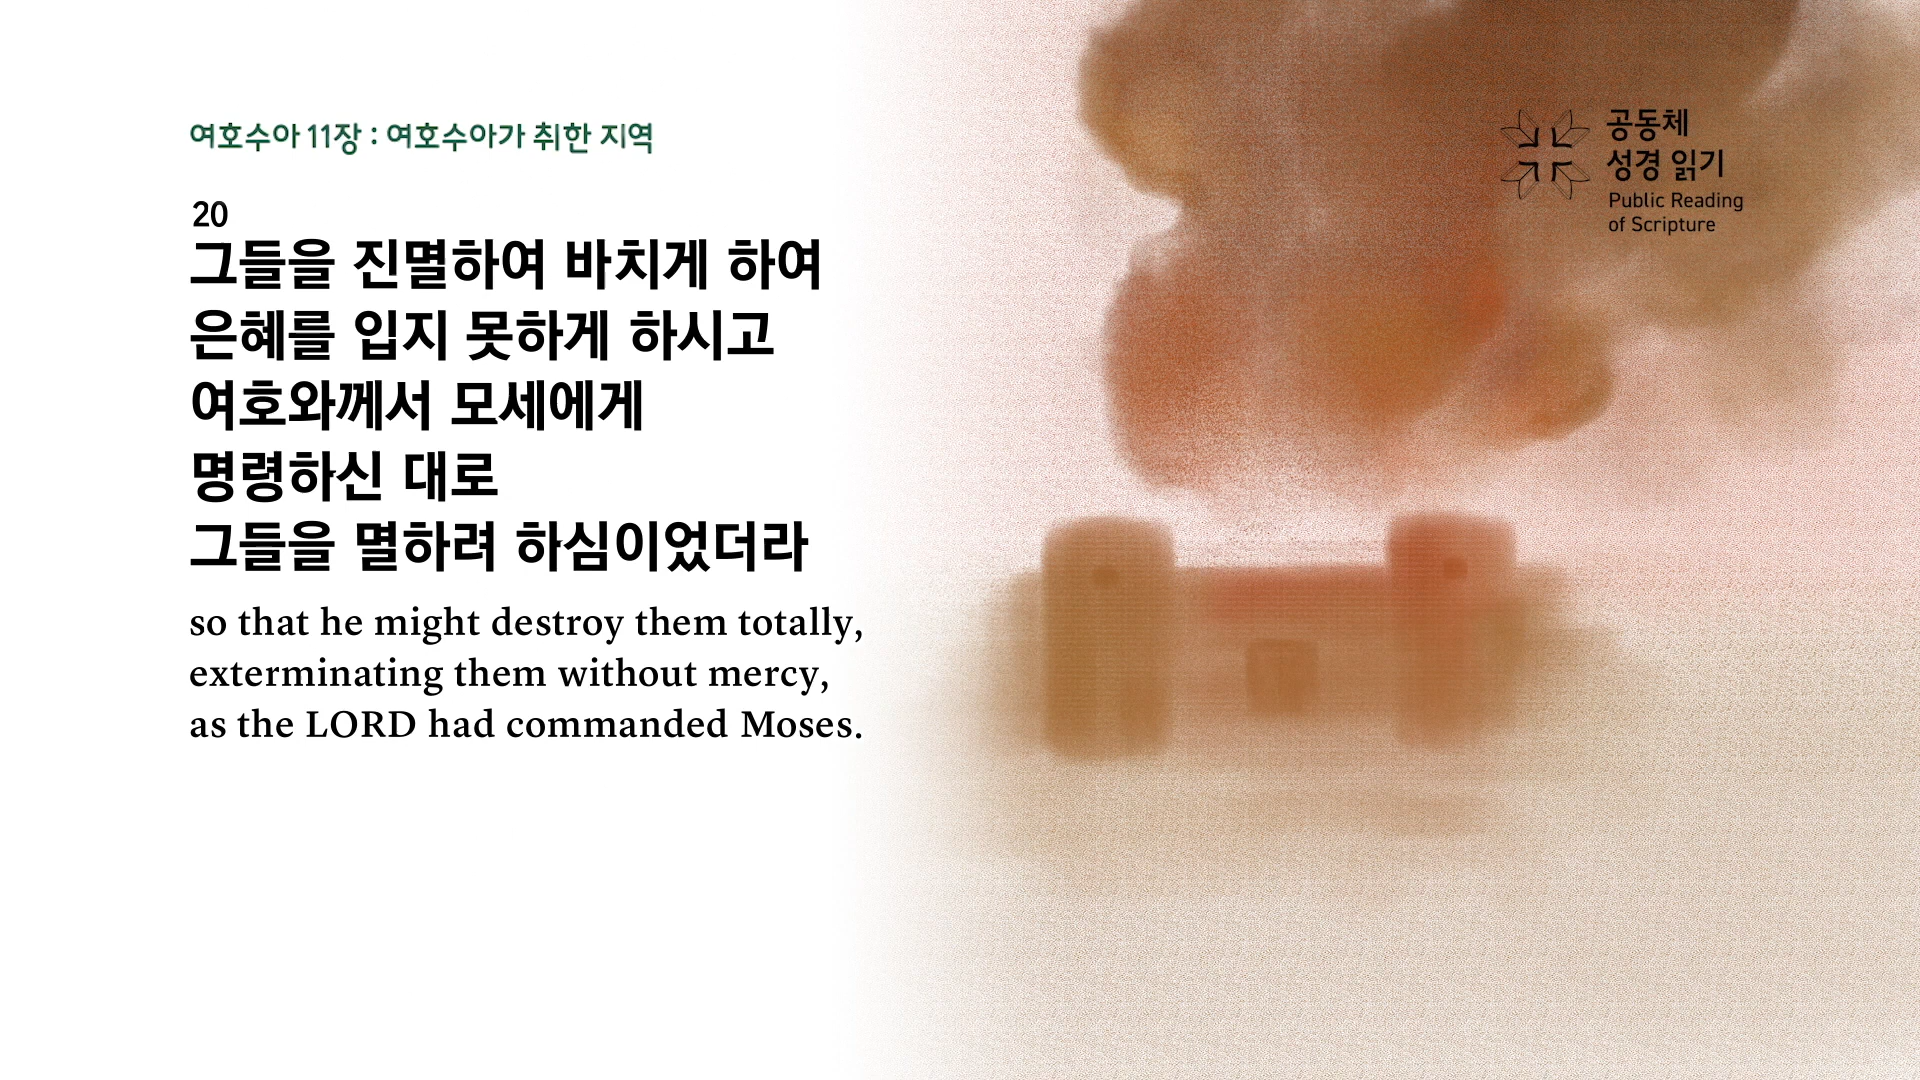 여호수아 11장 : 여호수아가 취한 지역
20
그들을 진멸하여 바치게 하여
은혜를 입지 못하게 하시고
여호와께서 모세에게
명령하신 대로
그들을 멸하려 하심이었더라
so that he might destroy them totally,
exterminating them without mercy,
as the LORD had commanded Moses.
공동체
성경 읽기
Public Reading
of Scripture